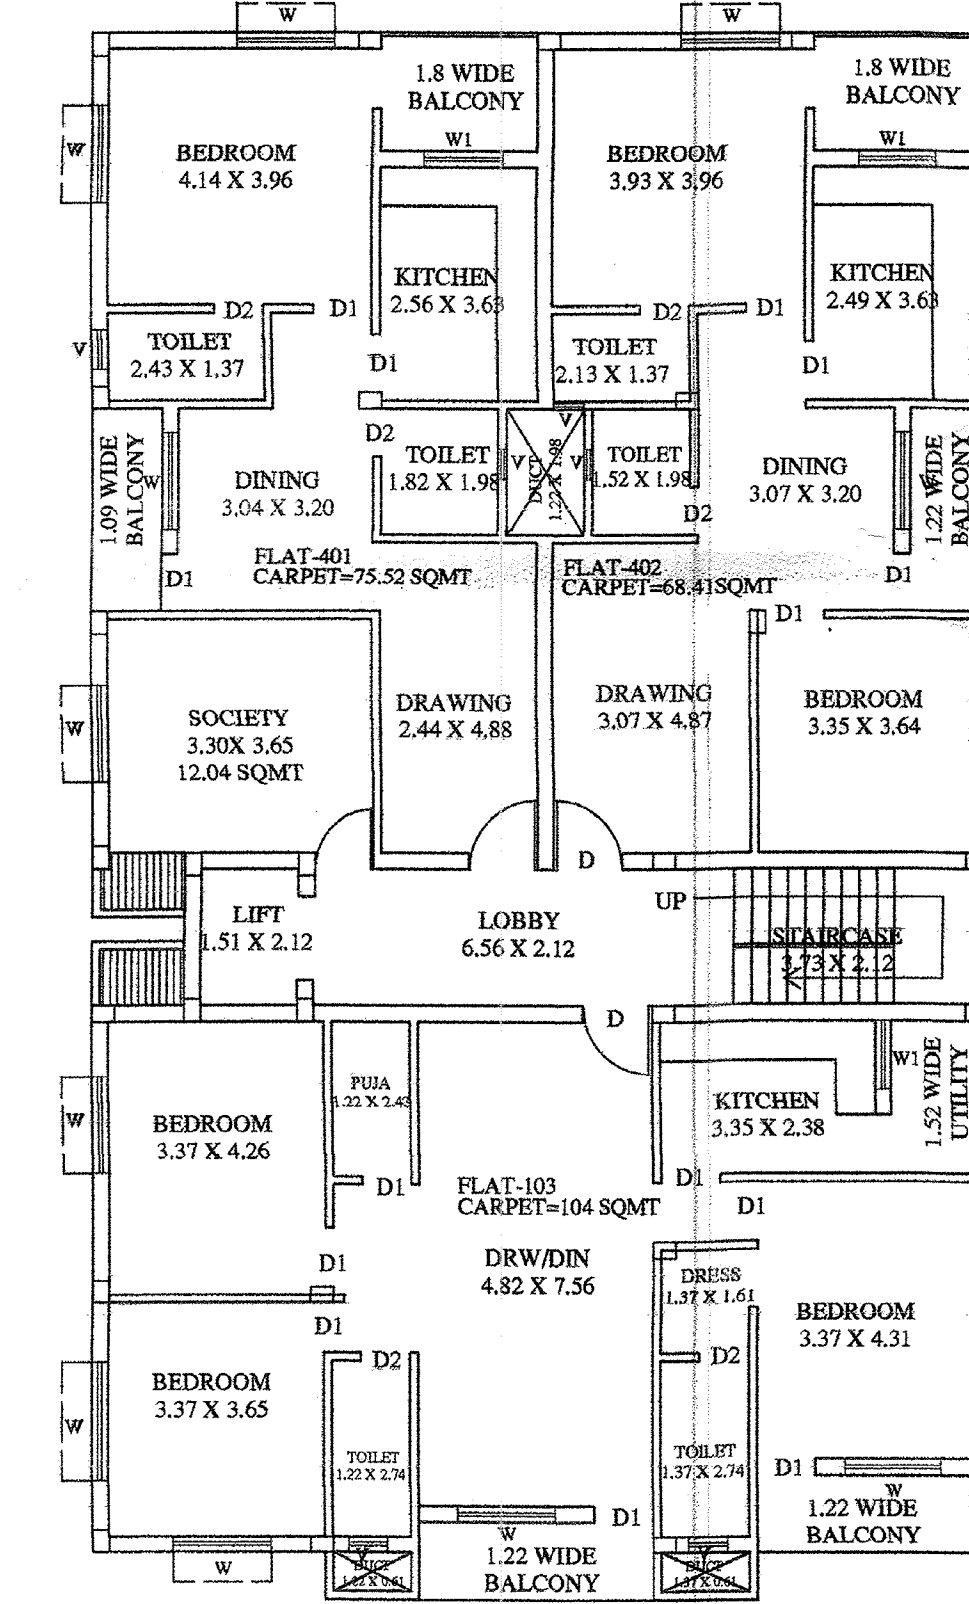 W
W
1.8 WIDE
BALCONY
1.8 WIDE
BALCONY
W
W1
W1
BEDROOM
4.14 X 3.96
BEDROOM
3.93 X 3.96
KITCHEN
2.56 X 3.63
KITCHEN
2.49 X 3.63
D2
D1
D2
D1
V
TOILET
2.43 X 1.37
D1
TOILET
2.13 X 1.37
D1
1.09 WIDE
BALCONY
W
D2
DINING
3.04 X 3.20
TOILET
1.82 X 1.98
V
V
V
DUCT
1.22 X 1.98
TOILET
1.52 X 1.98
D2
DINING
3.07 X 3.20
W
1.22 WIDE
BALCONY
D1
D1
FLAT-401
CARPET=75.52 SQMT
FLAT-402
CARPET=68.41SQMT
D1
W
SOCIETY
3.30X 3.65
12.04 SQMT
DRAWING
2.44 X 4.88
DRAWING
3.07 X 4.87
BEDROOM
3.35 X 3.64
D
LIFT
1.51 X 2.12
LOBBY
6.56 X 2.12
UP
STAIRCASE
3.73 X 2.12
D
W
BEDROOM
3.37 X 4.26
PUJA
1.22 X 2.43
D1
KITCHEN
3.35 X 2.38
W1
1.52 WIDE
UTILITY
D1
D1
FLAT-103
CARPET=104 SQMT
D1
DRW/DIN
4.82 X 7.56
DRESS
1.37 X 1.61
BEDROOM
3.37 X 4.31
D1
D2
D2
W
BEDROOM
3.37 X 3.65
TOILET
1.22 X 2.74
TOILET
1.37 X 2.74
D1
W
D1
W
1.22 WIDE
BALCONY
W
V
DUCT
1.22 X 0.61
1.22 WIDE
BALCONY
V
DUCT
1.37 X 0.61